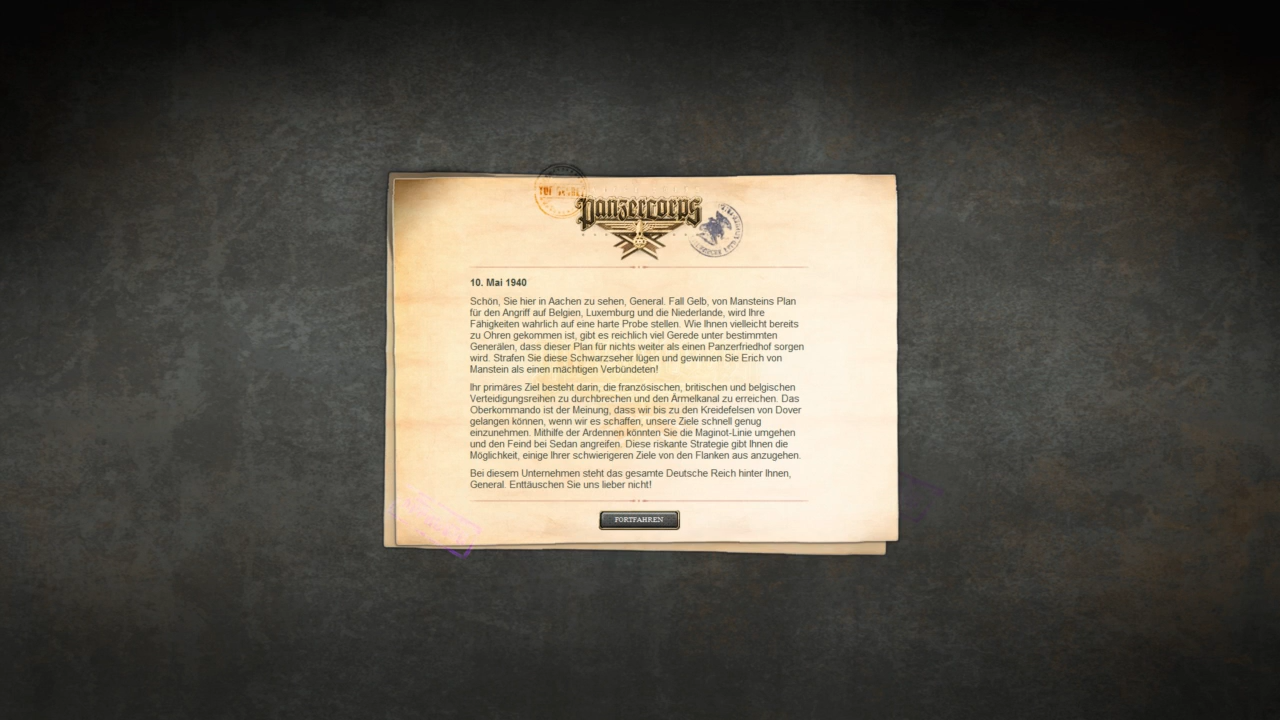 TOP SECRET
Panzercorps
10. Mai 1940
Schön, Sie hier in Aachen zu sehen, General. Fall Gelb, von Mansteins Plan
für den Angriff auf Belgien, Luxemburg und die Niederlande, wird Ihre
Fähigkeiten wahrlich auf eine harte Probe stellen. Wie Ihnen vielleicht bereits
zu Ohren gekommen ist, gibt es reichlich viel Gerede unter bestimmten
Generälen, dass dieser Plan für nichts weiter als einen Panzerfriedhof sorgen
wird. Strafen Sie diese Schwarzseher lügen und gewinnen Sie Erich von
Manstein als einen mächtigen Verbündeten!
Ihr primäres Ziel besteht darin, die französischen, britischen und belgischen
Verteidigungsreihen zu durchbrechen und den Ärmelkanal zu erreichen. Das
Oberkommando ist der Meinung, dass wir bis zu den Kreidefelsen von Dover
gelangen können, wenn wir es schaffen, unsere Ziele schnell genug
einzunehmen. Mithilfe der Ardennen könnten Sie die Maginot-Linie umgehen
und den Feind bei Sedan angreifen. Diese riskante Strategie gibt Ihnen die
Möglichkeit, einige Ihrer schwierigeren Ziele von den Flanken aus anzugehen.
Bei diesem Unternehmen steht das gesamte Deutsche Reich hinter Ihnen,
General. Enttäuschen Sie uns lieber nicht!
FORTFAHREN